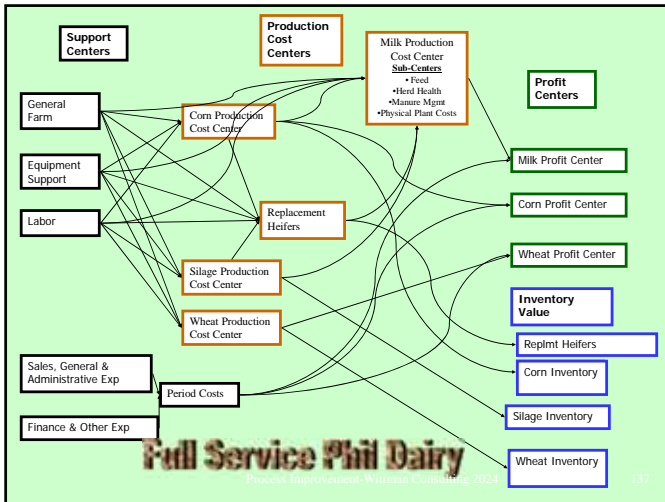 Support
Centers
Production
Cost
Centers
Milk Production
Cost Center
Sub-Centers
• Feed
• Herd Health
•Manure Mgmt
•Physical Plant Costs
Profit
Centers
General
Farm
Equipment
Support
Labor
Corn Production
Cost Center
Replacement
Heifers
Silage Production
Cost Center
Wheat Production
Cost Center
Milk Profit Center
Corn Profit Center
Wheat Profit Center
Inventory
Value
Replmt Heifers
Corn Inventory
Silage Inventory
Wheat Inventory
Sales, General &
Administrative Exp
Period Costs
Finance & Other Exp
Full Service Phil Dairy
Process Improvement-Wittman Consulting 2024
137